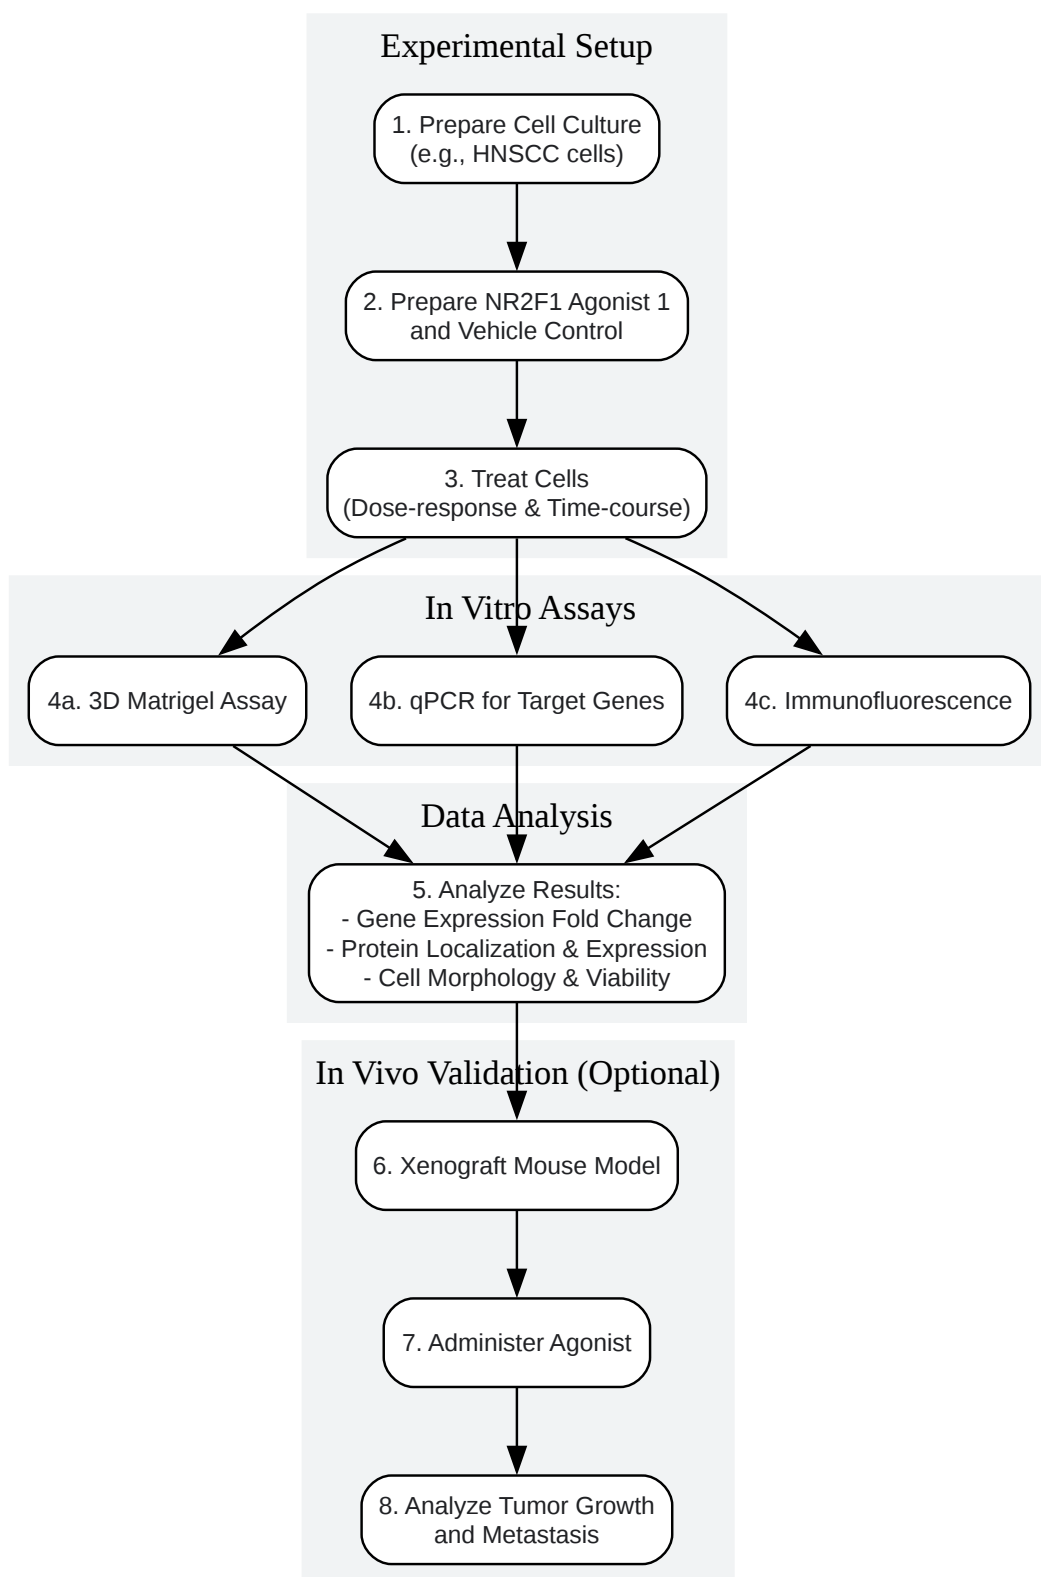 Experimental Setup
1. Prepare Cell Culture
(e.g., HNSCC cells)
2. Prepare NR2F1 Agonist 1
and Vehicle Control
3. Treat Cells
(Dose-response & Time-course)
In Vitro Assays
4a. 3D Matrigel Assay
4b. qPCR for Target Genes
4c. Immunofluorescence
Data Analysis
5. Analyze Results:
- Gene Expression Fold Change
- Protein Localization & Expression
- Cell Morphology & Viability
In Vivo Validation (Optional)
6. Xenograft Mouse Model
7. Administer Agonist
8. Analyze Tumor Growth
and Metastasis